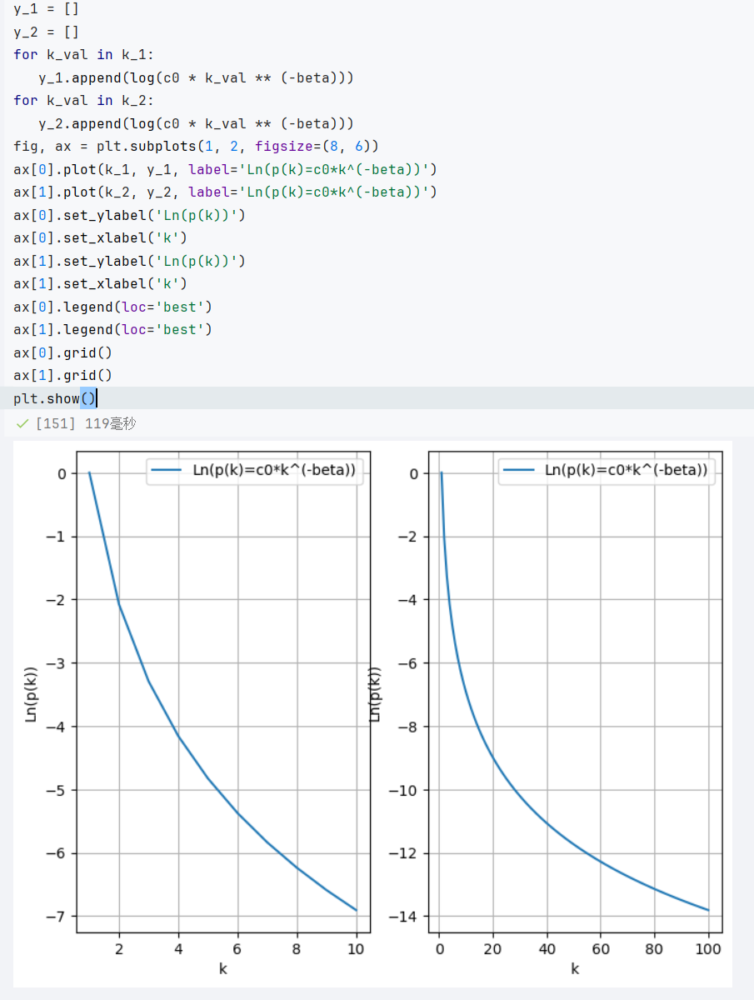 y_1 = []
y_2 = []
for k_val in k_1:
y_1.append(log(c0 * k_val ** (-beta)))
for k_val in k_2:
y_2.append(log(c0 * k_val ** (-beta)))
fig, ax = plt.subplots(1, 2, figsize=(8, 6))
ax[0].plot(k_1, y_1, label='Ln(p(k)=c0*k^(-beta))')
ax[1].plot(k_2, y_2, label='Ln(p(k)=c0*k^(-beta))')
ax[0].set_ylabel('Ln(p(k))')
ax[0].set_xlabel('k')
ax[1].set_ylabel('Ln(p(k))')
ax[1].set_xlabel('k')
ax[0].legend(loc='best')
ax[1].legend(loc='best')
ax[0].grid()
ax[1].grid()
plt.show()
[151] 119毫秒
Ln(p(k)=c0*k^(-beta))
0
−1
−2
−3
−4
−5
−6
−7
Ln(p(k))
2 4 6 8 10
k
Ln(p(k)=c0*k^(-beta))
0
−2
−4
−6
−8
−10
−12
−14
Ln(p(k))
0 20 40 60 80 100
k